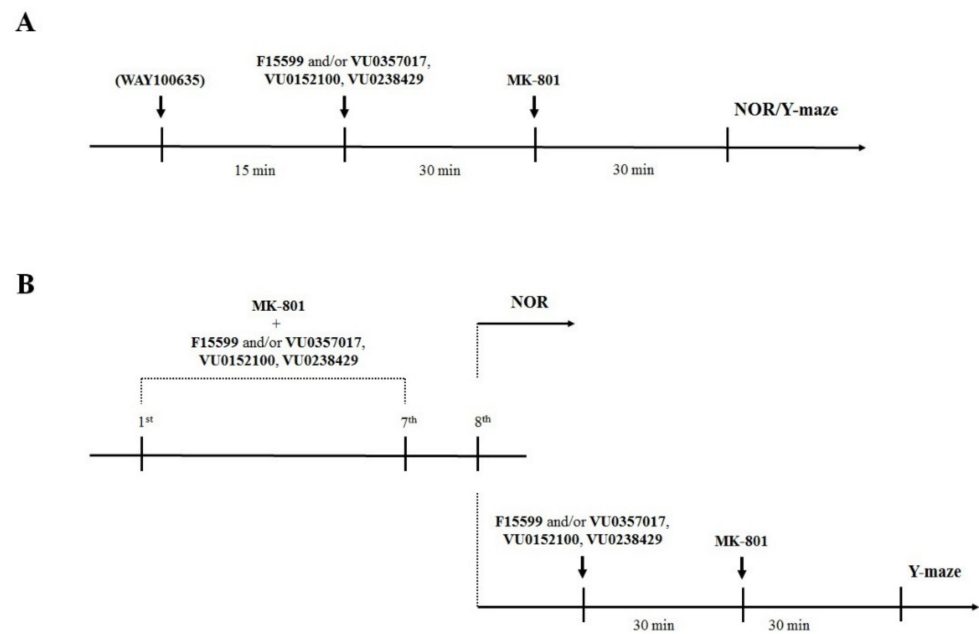 A
(WAY100635)
F15599 and/or VU0357017,
VU0152100, VU0238429
MK-801
NOR/Y-maze
15 min
30 min
30 min
B
MK-801
+
F15599 and/or VU0357017,
VU0152100, VU0238429
NOR
1st
7th
8th
F15599 and/or VU0357017,
VU0152100, VU0238429
MK-801
Y-maze
30 min
30 min